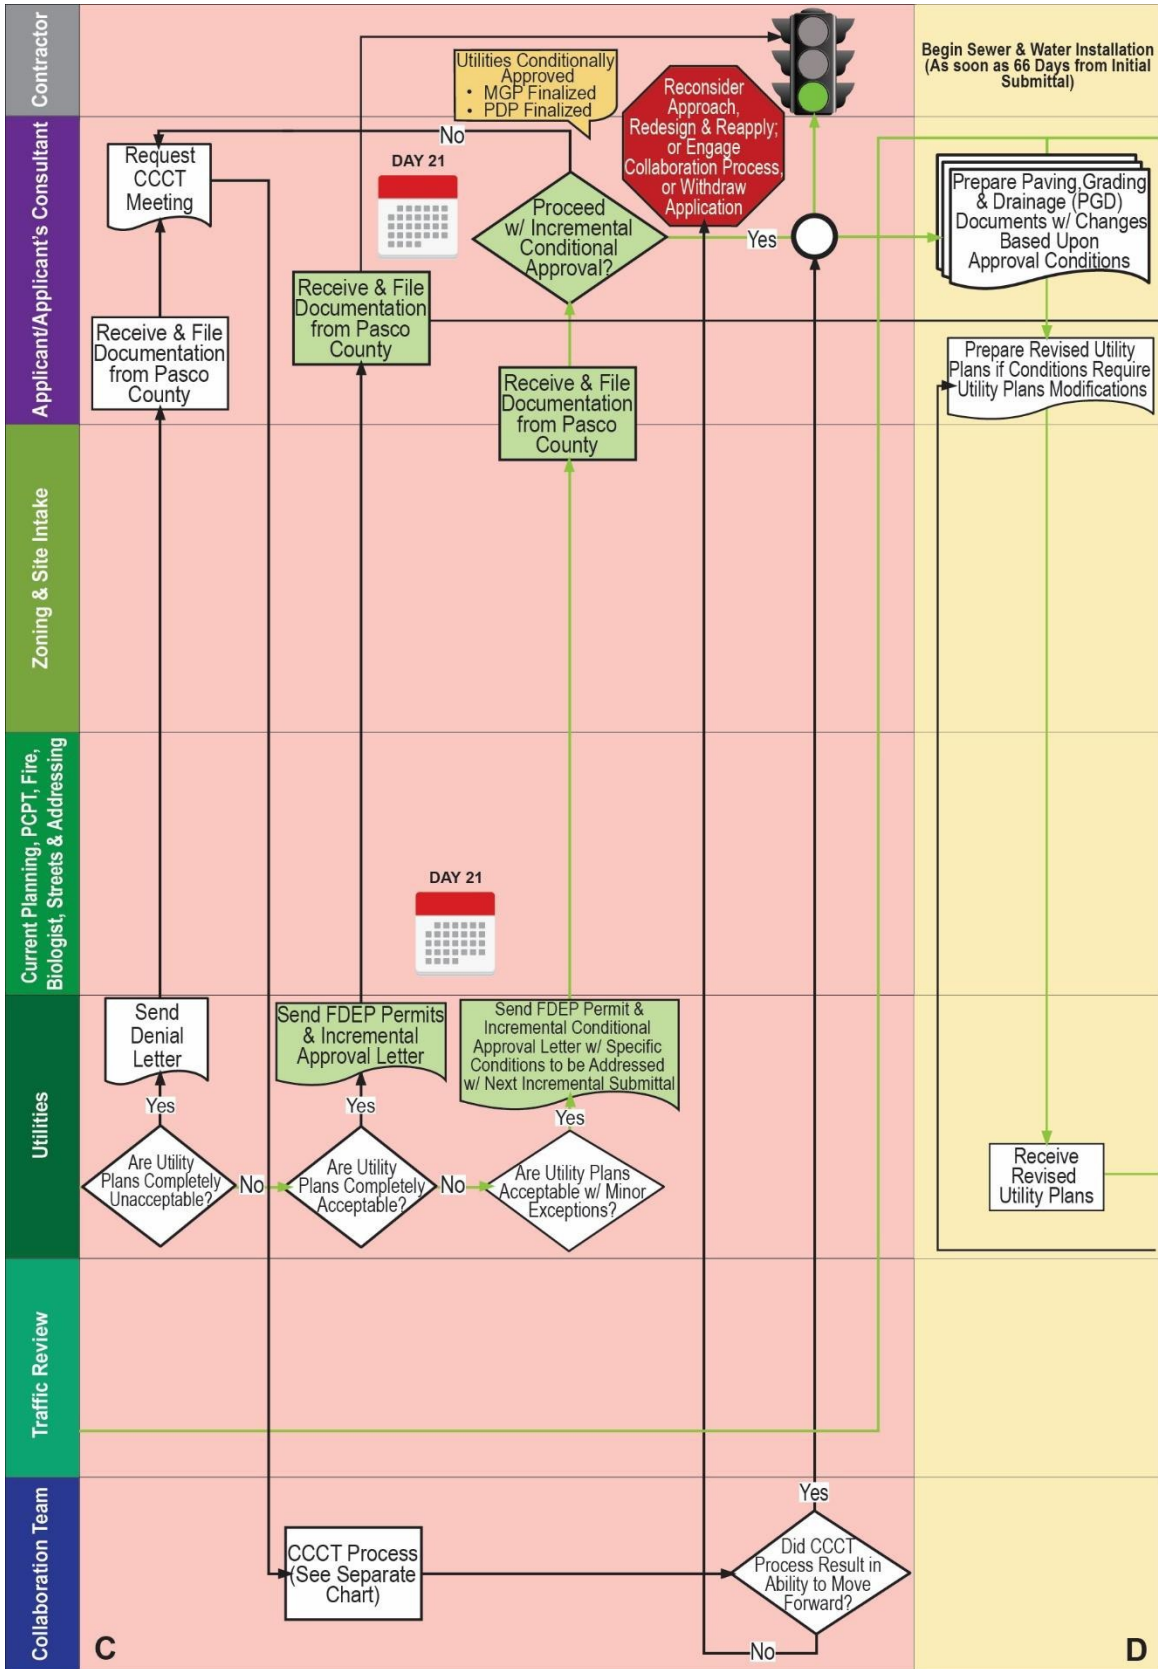 Contractor
Begin Sewer & Water Installation
(As soon as 66 Days from Initial
Submittal)
Utilities Conditionally
Approved
• MGP Finalized
• PDP Finalized
Reconsider
Approach,
Redesign & Reapply;
or Engage
Collaboration Process,
or Withdraw
Application
Applicant/Applicant's Consultant
No
Request
CCCT
Meeting
DAY 21
Proceed
w/ Incremental
Conditional
Approval?
Yes
Prepare Paving, Grading
& Drainage (PGD)
Documents w/ Changes
Based Upon
Approval Conditions
Receive & File
Documentation
from Pasco
County
Receive & File
Documentation
from Pasco
County
Receive & File
Documentation
from Pasco
County
Prepare Revised Utility
Plans if Conditions Require
Utility Plans Modifications
Zoning & Site Intake
Current Planning, PCPT, Fire,
Biologist, Streets & Addressing
DAY 21
Utilities
Send
Denial
Letter
Send FDEP Permits
& Incremental
Approval Letter
Send FDEP Permit &
Incremental Conditional
Approval Letter w/ Specific
Conditions to be Addressed
w/ Next Incremental Submittal
Yes
Yes
Yes
Are Utility
Plans Completely
Unacceptable?
No
Are Utility
Plans Completely
Acceptable?
No
Are Utility Plans
Acceptable w/ Minor
Exceptions?
Receive
Revised
Utility Plans
Traffic Review
Collaboration Team
Yes
CCCT Process
(See Separate
Chart)
Did CCCT
Process Result in
Ability to Move
Forward?
No
C
D